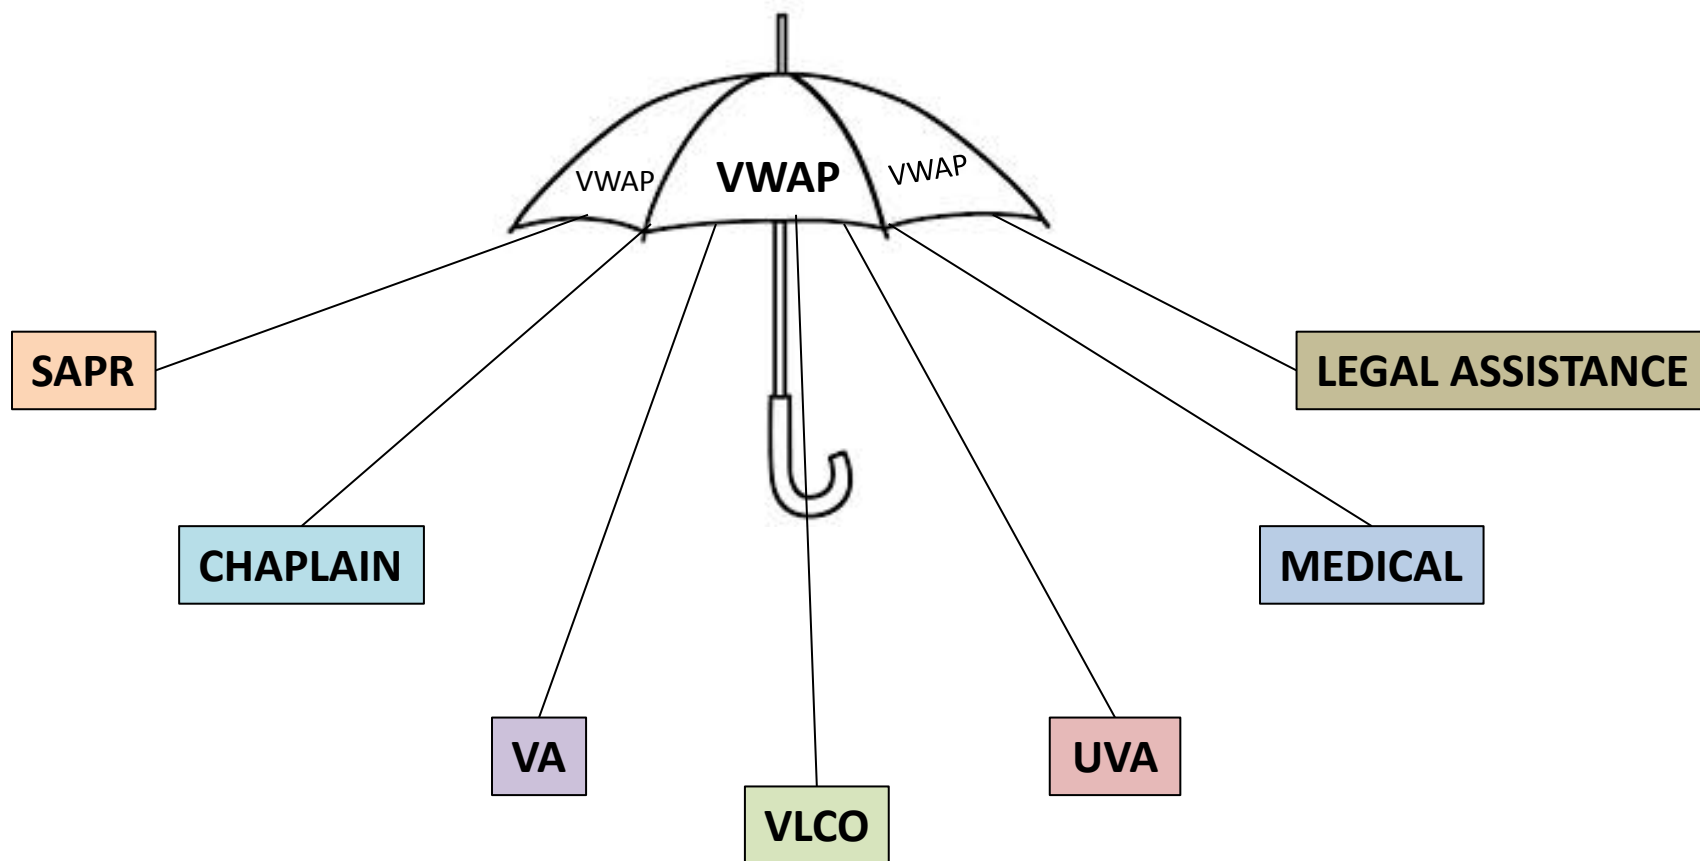 VWAP
VWAP
VWAP
SAPR
LEGAL ASSISTANCE
CHAPLAIN
MEDICAL
VA
UVA
VLCO